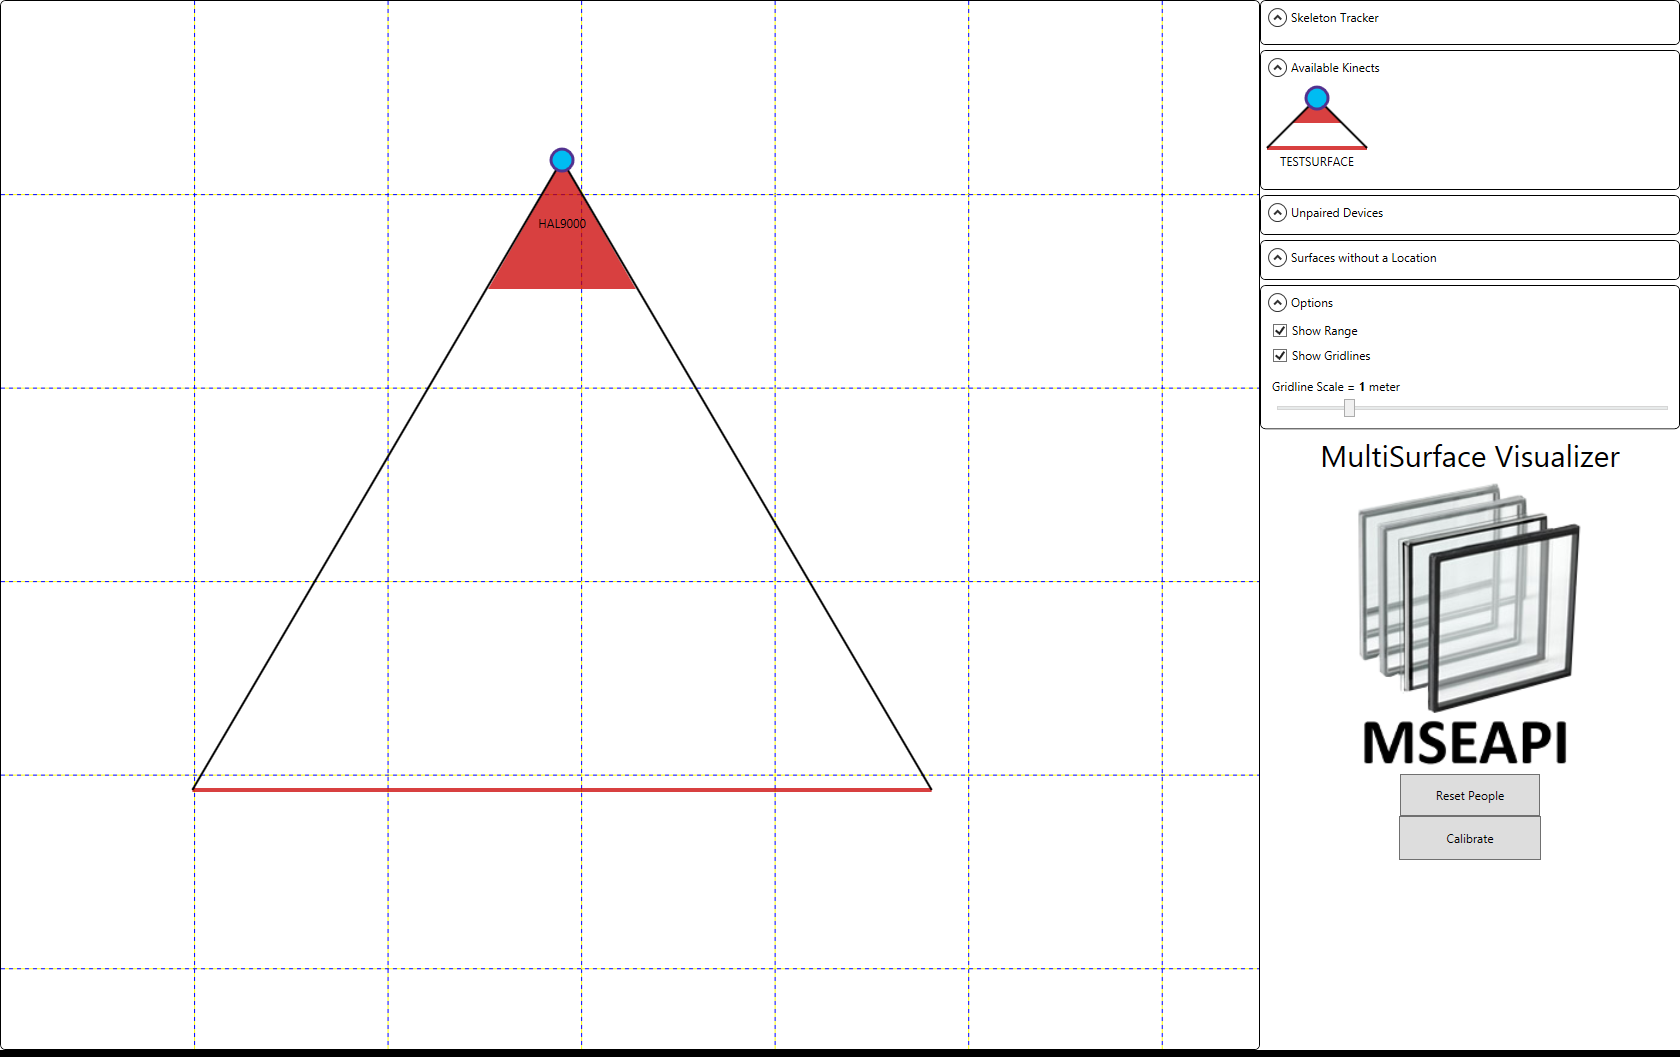 HAL9000
Skeleton Tracker
Available Kinects
TESTSURFACE
Unpaired Devices
Surfaces without a Location
Options
Show Range
Show Gridlines
Gridline Scale = 1 meter
MultiSurface Visualizer
MSEAPI
Reset People
Calibrate